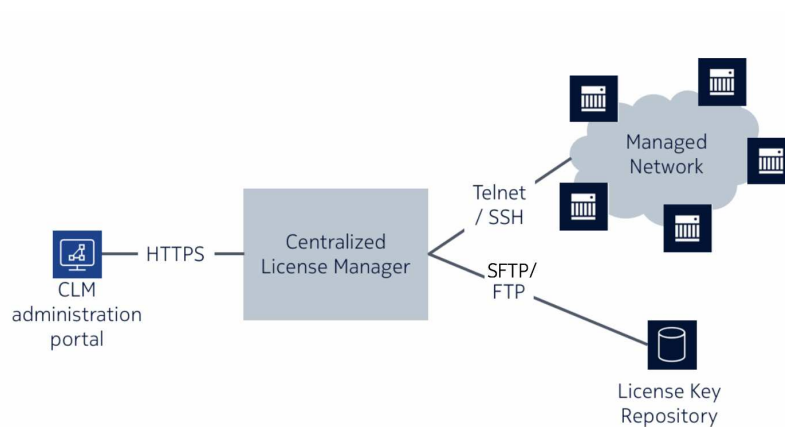 Managed
Network
Telnet
/ SSH
Centralized
License Manager
HTTPS
SFTP/
FTP
CLM
administration
portal
License Key
Repository